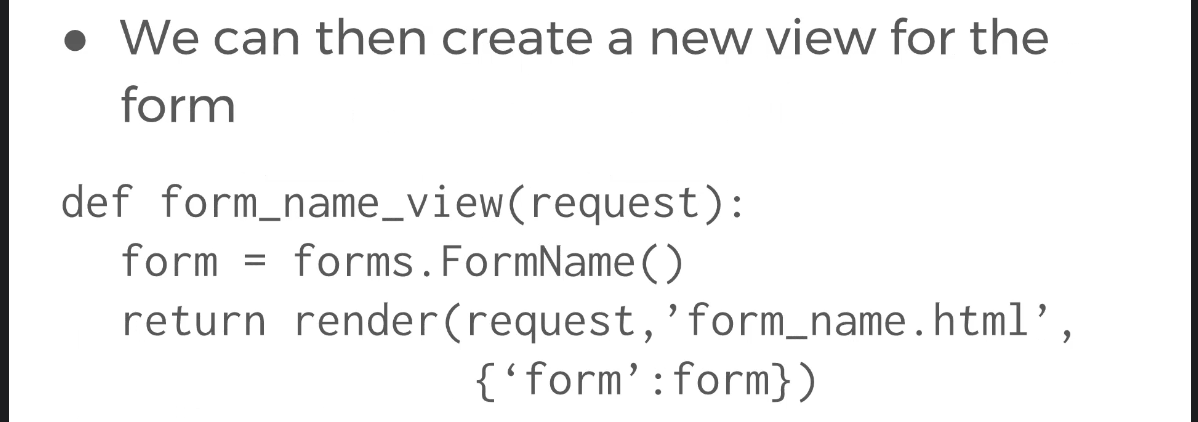 ● We can then create a new view for the
form
def form_name_view(request):
form = forms.FormName()
return render(request,’form_name.html’,
{‘form’:form})